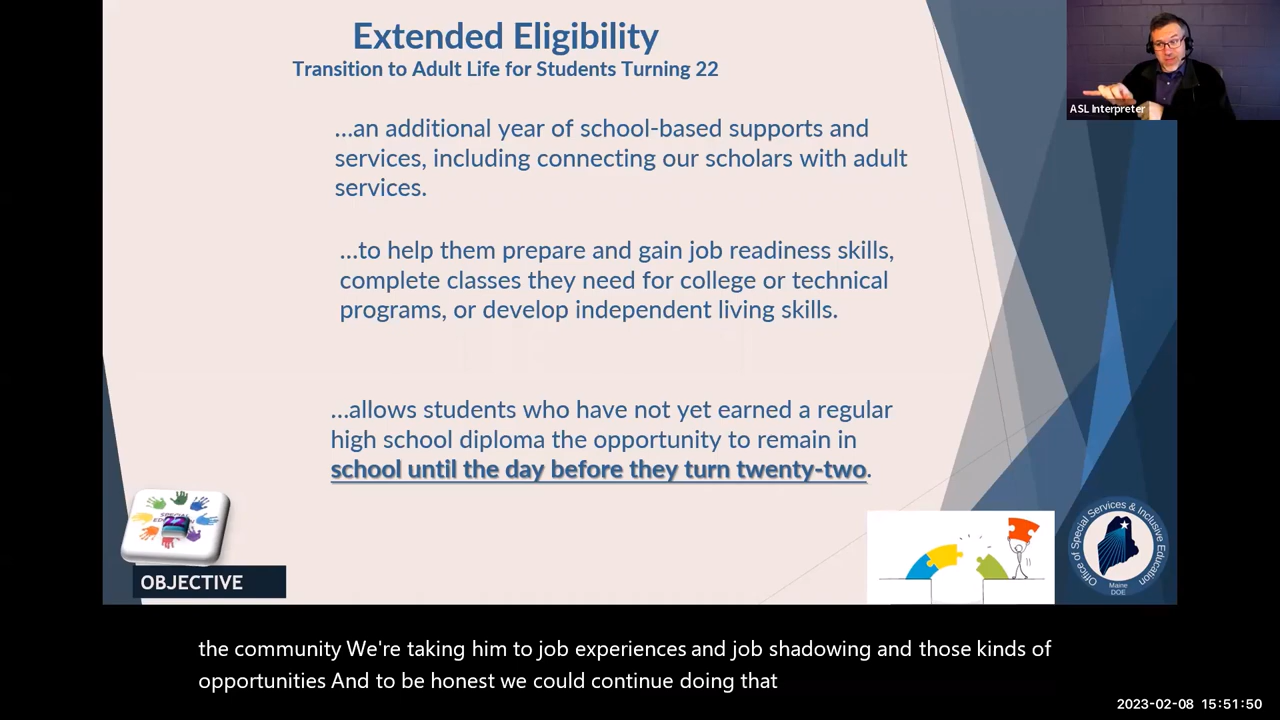 Extended Eligibility
Transition to Adult Life for Students Turning 22
...an additional year of school-based supports and
services, including connecting our scholars with adult
services.
...to help them prepare and gain job readiness skills,
complete classes they need for college or technical
programs, or develop independent living skills.
...allows students who have not yet earned a regular
high school diploma the opportunity to remain in
school until the day before they turn twenty-two.
ASL Interpreter
22
OBJECTIVE
Office of Special Services & Inclusive Education
Maine
DOE
the community We're taking him to job experiences and job shadowing and those kinds of
opportunities And to be honest we could continue doing that
2023-02-08 15:51:50